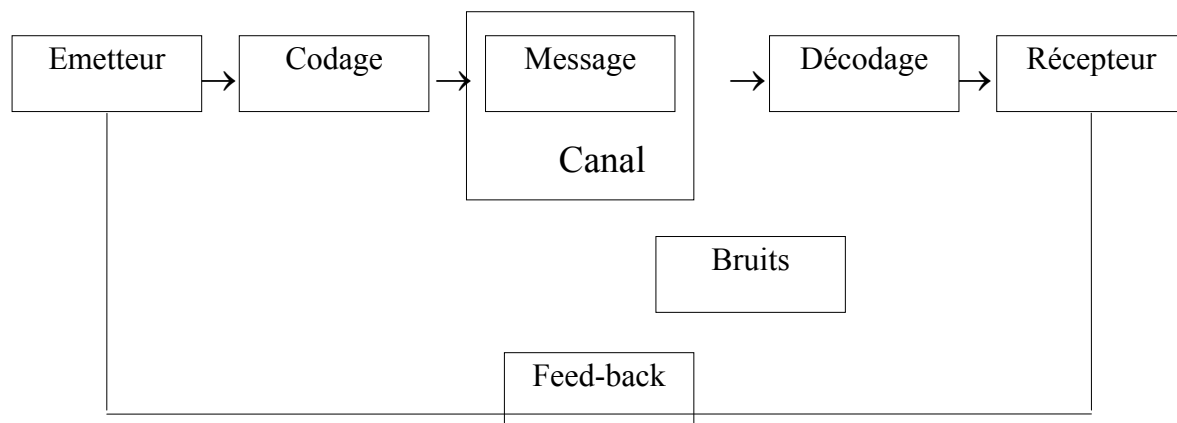 Emetteur
Codage
Message
Décodage
Récepteur
Canal
Bruits
Feed-back